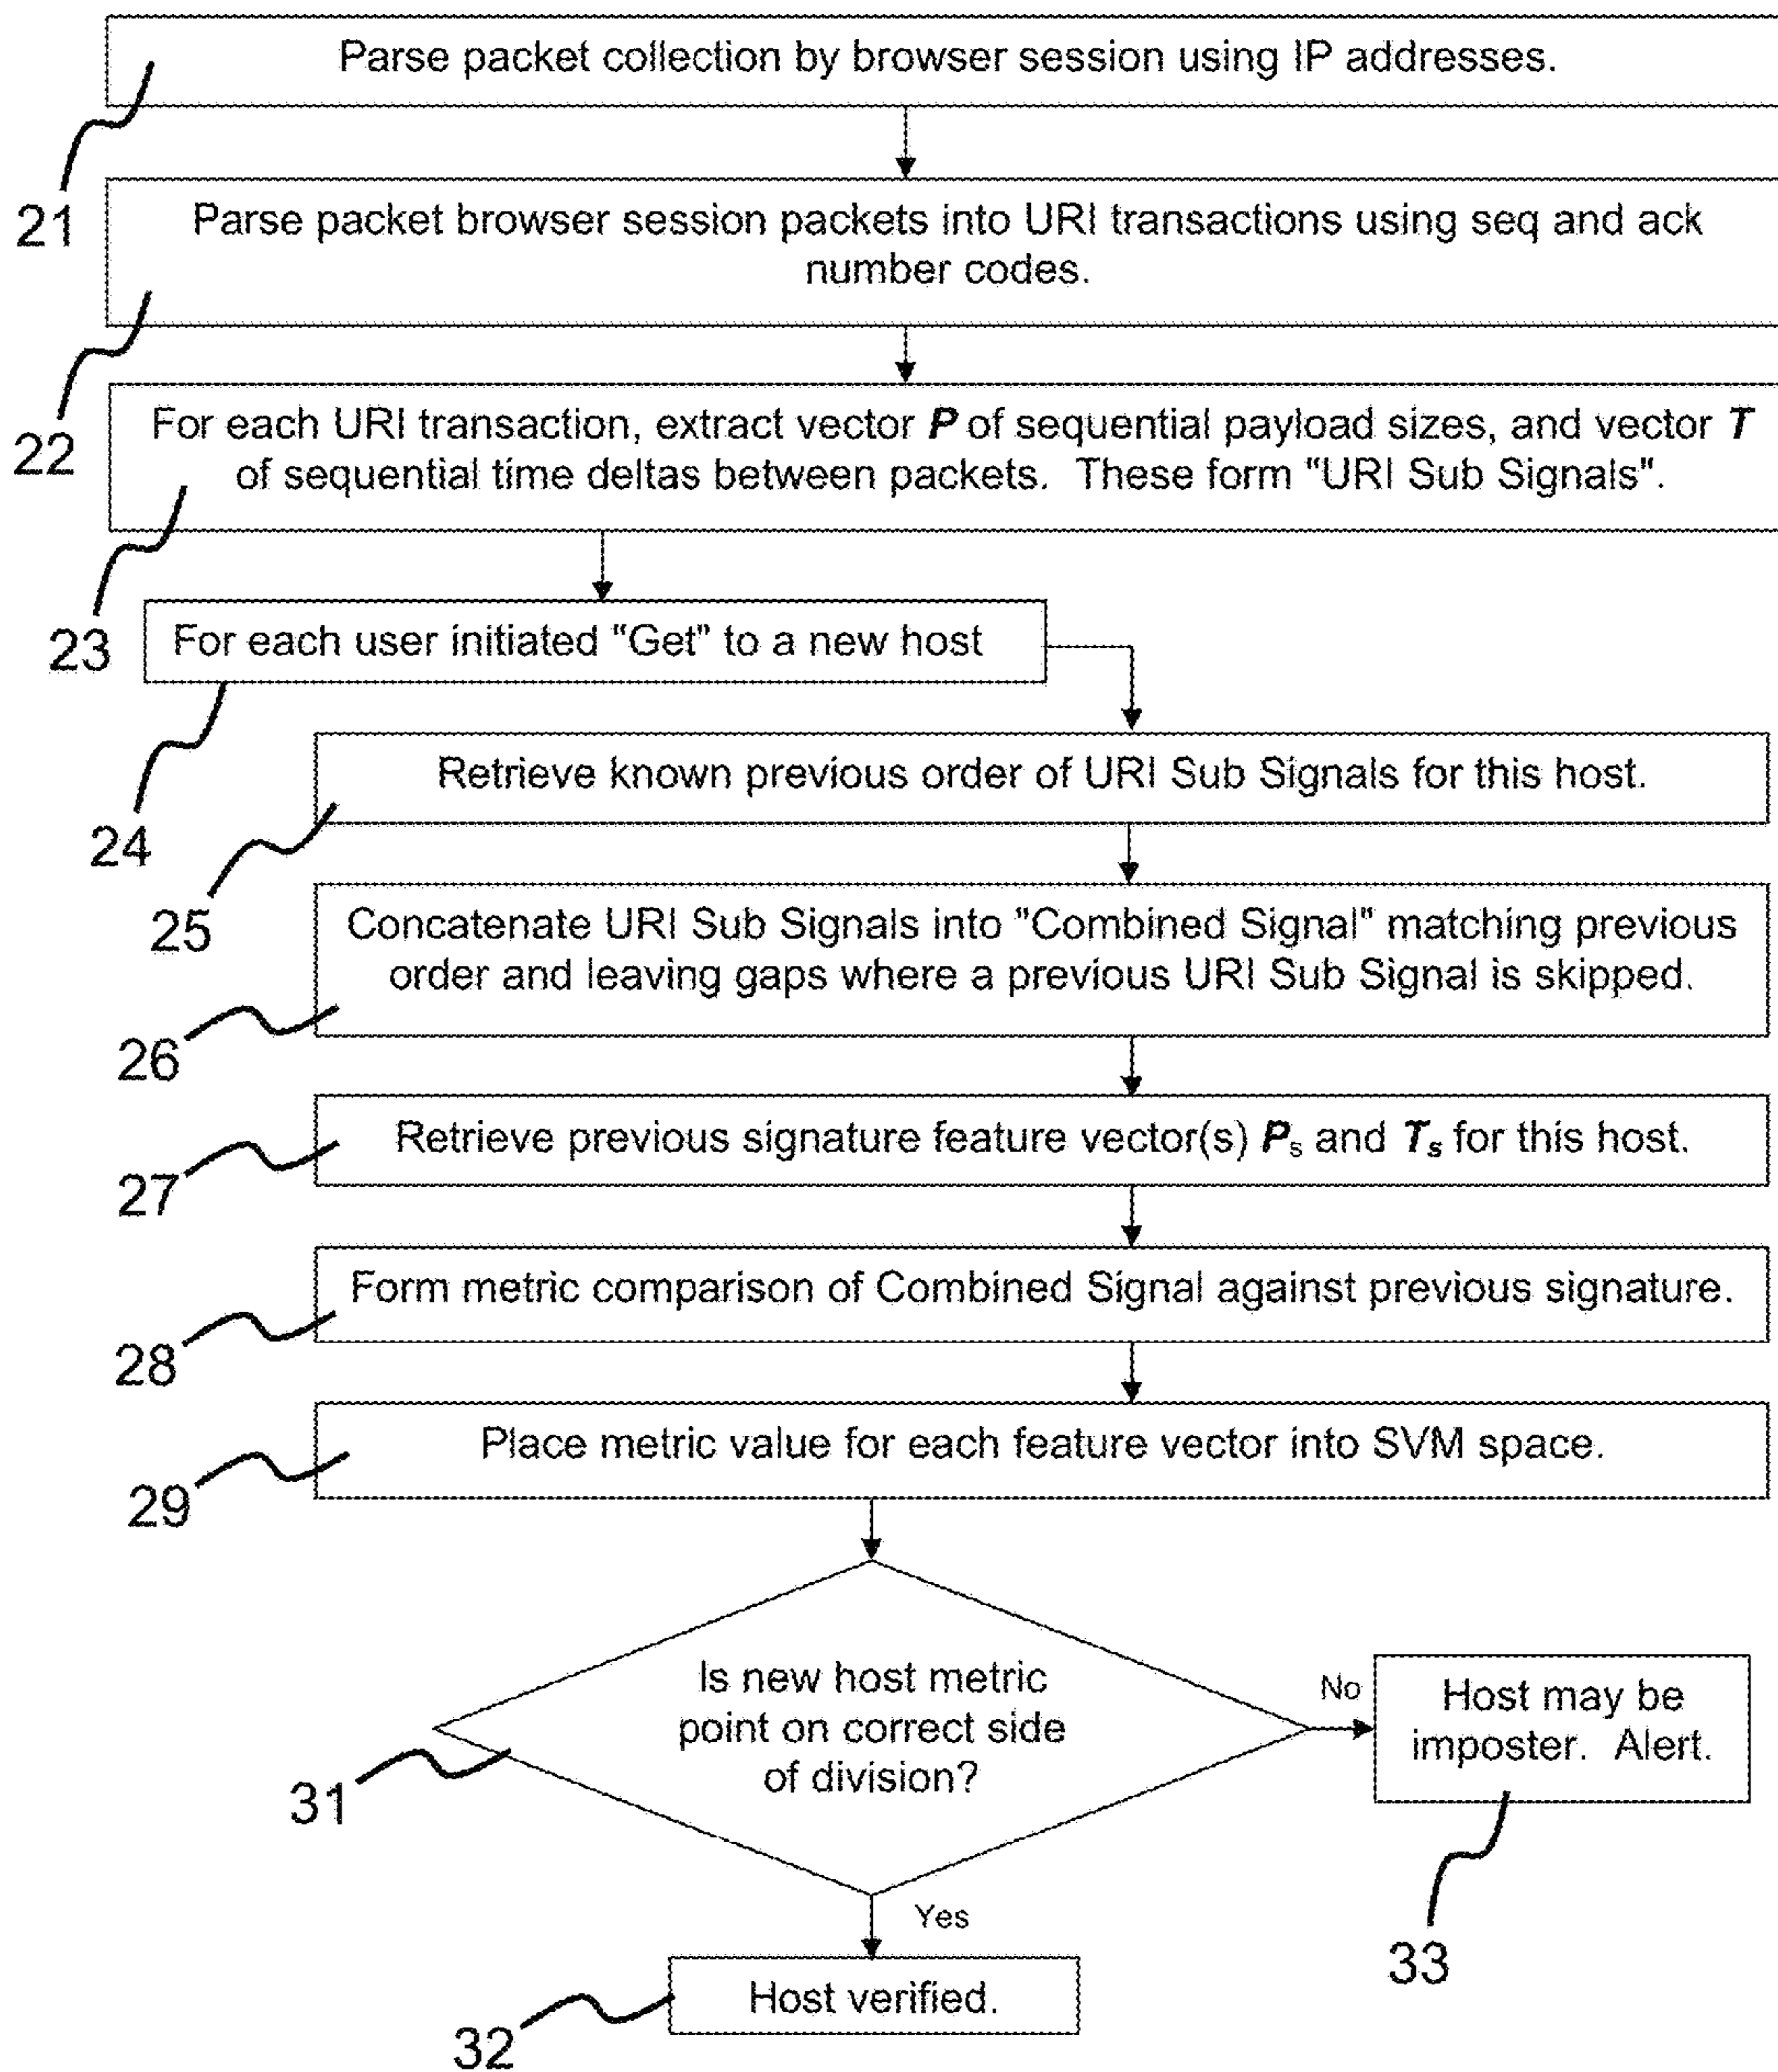 Parse packet collection by browser session using IP addresses.
21
Parse packet browser session packets into URI transactions using seq and ack
number codes.
22
For each URI transaction, extract vector P of sequential payload sizes, and vector T
of sequential time deltas between packets. These form "URI Sub Signals".
23
For each user initiated "Get" to a new host
24
Retrieve known previous order of URI Sub Signals for this host.
25
Concatenate URI Sub Signals into "Combined Signal" matching previous
order and leaving gaps where a previous URI Sub Signal is skipped.
26
Retrieve previous signature feature vector(s) Ps and Ts for this host.
27
Form metric comparison of Combined Signal against previous signature.
28
Place metric value for each feature vector into SVM space.
29
Is new host metric
point on correct side
of division?
31
No
Host may be
imposter. Alert.
33
Yes
Host verified.
32